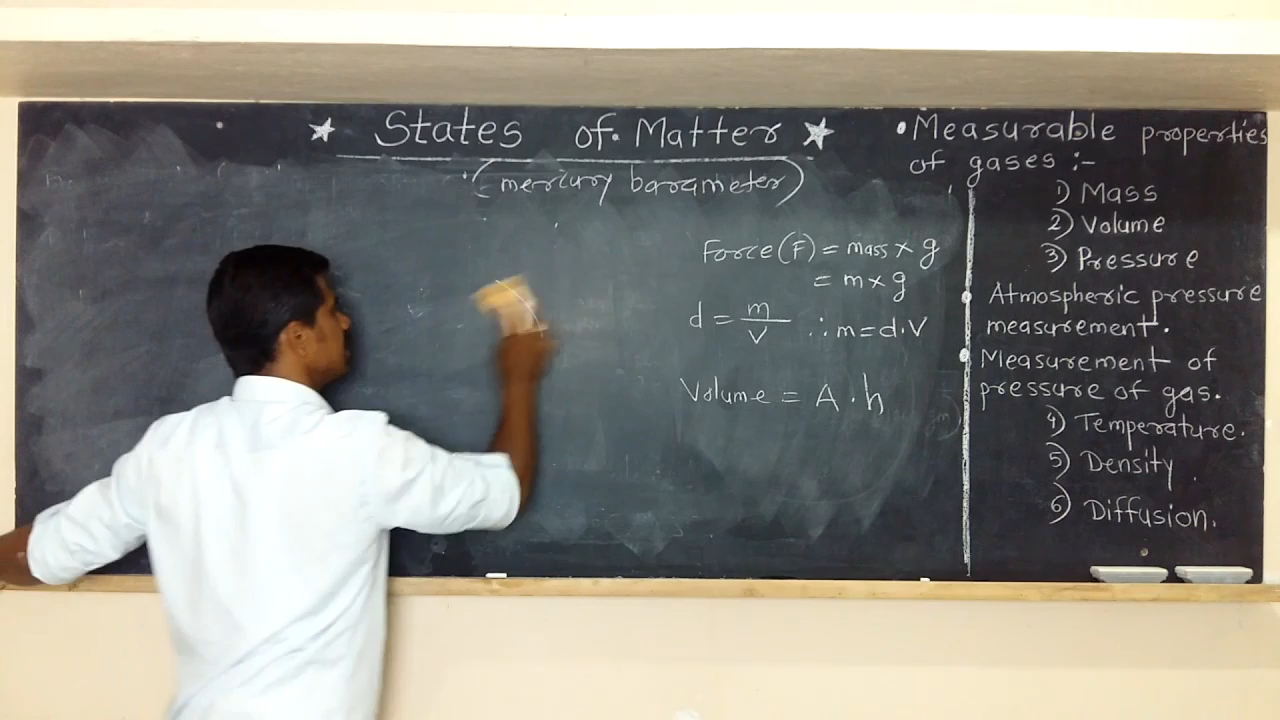 States of Matter
(mercury barameter)
Force (F) = mass × g
= m × g
d = m/V ∴ m = d·V
Volume = A · h
• Measurable properties
of gases :-
1) Mass
2) Volume
3) Pressure
• Atmospheric pressure
measurement.
• Measurement of
pressure of gas.
4) Temperature.
5) Density.
6) Diffusion.